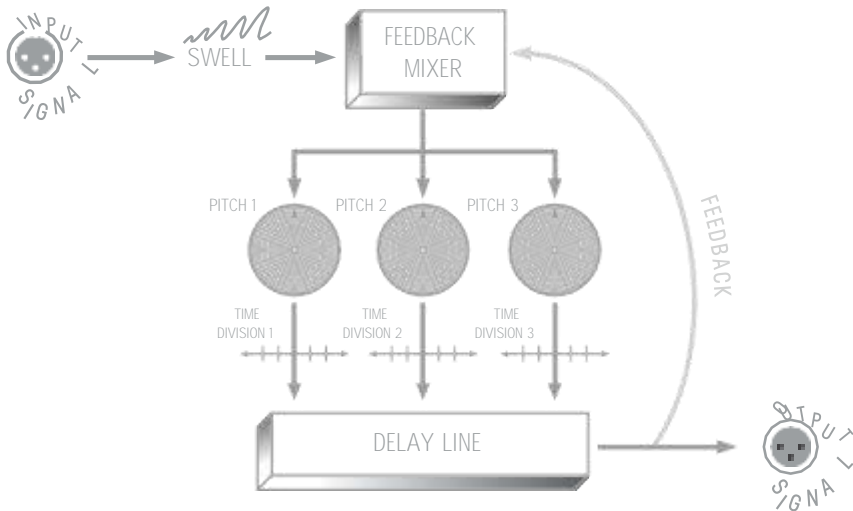 INPUT
SIGNAL
SWELL
FEEDBACK
MIXER
PITCH 1
PITCH 2
PITCH 3
FEEDBACK
TIME
DIVISION 1
TIME
DIVISION 2
TIME
DIVISION 3
DELAY LINE
OUTPUT
SIGNAL